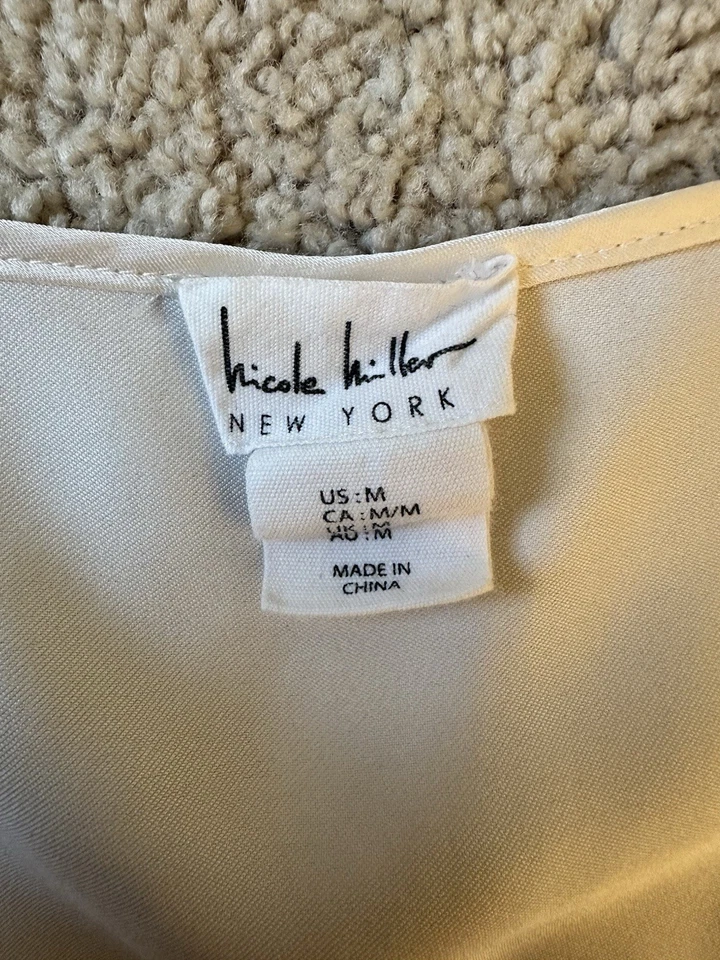 nicole miller
NEW YORK
US : M
CA : M/M
UK : M
AU : M
MADE IN
CHINA